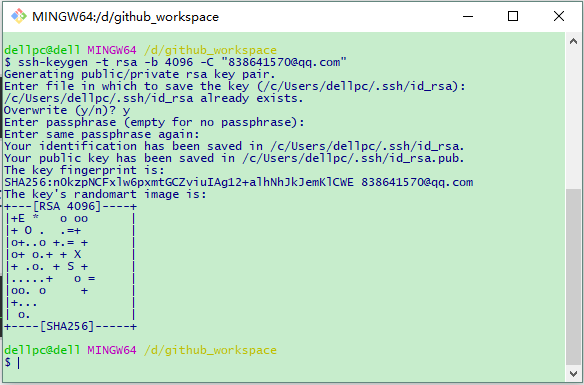 MINGW64:/d/github_workspace
dellpc@dell MINGW64 /d/github_workspace
$ ssh-keygen -t rsa -b 4096 -C "838641570@qq.com"
Generating public/private rsa key pair.
Enter file in which to save the key (/c/Users/dellpc/.ssh/id_rsa):
/c/Users/dellpc/.ssh/id_rsa already exists.
Overwrite (y/n)? y
Enter passphrase (empty for no passphrase):
Enter same passphrase again:
Your identification has been saved in /c/Users/dellpc/.ssh/id_rsa.
Your public key has been saved in /c/Users/dellpc/.ssh/id_rsa.pub.
The key fingerprint is:
SHA256:nOkzpNCFxlw6pxmtGCZviuIAg12+alhNhJkJemKlCWE 838641570@qq.com
The key's randomart image is:
+---[RSA 4096]----+
|+E *   o oo      |
|+ O .  .=+       |
|o+..o +.= +      |
|o+ o.+ + X       |
|+ .o. + S +      |
|.....+   o =     |
|oo. o     +      |
|+...             |
| o.              |
+----[SHA256]-----+
dellpc@dell MINGW64 /d/github_workspace
$